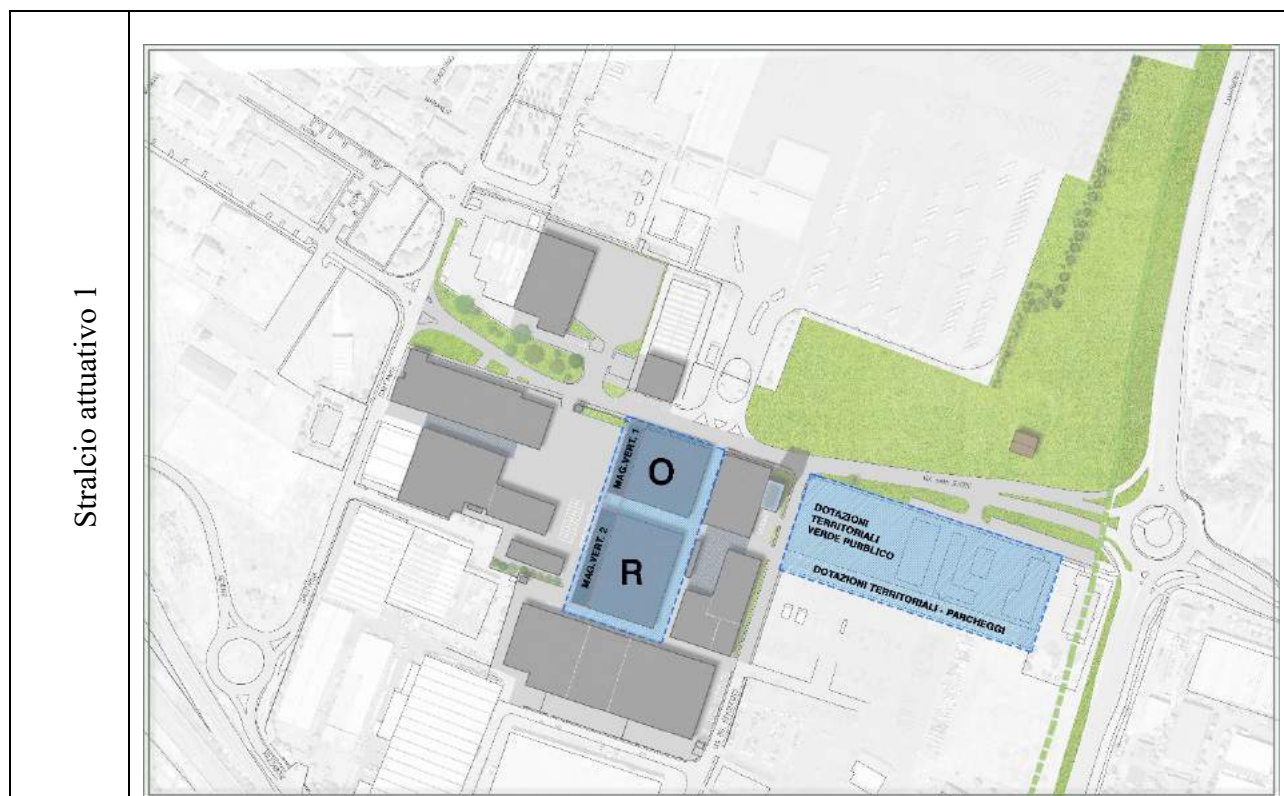 Stralcio attuativo 1
MAG.VERT. 1
O
MAG.VERT. 2
R
DOTAZIONI
TERRITORIALI
VERDE PUBBLICO
DOTAZIONI TERRITORIALI - PARCHEGGI